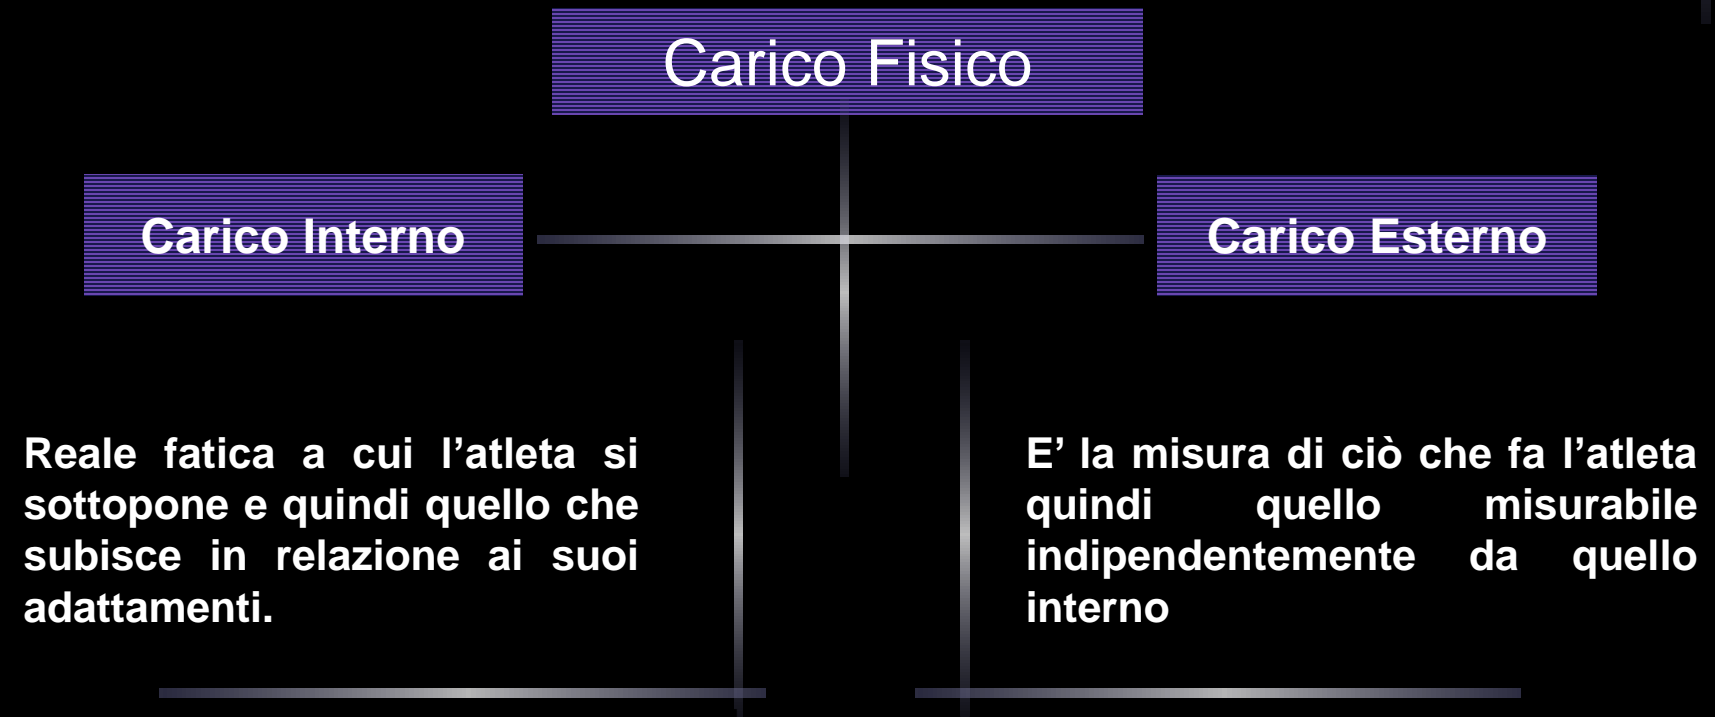 Carico Fisico
Carico Interno
Carico Esterno
Reale fatica a cui l’atleta si
sottopone e quindi quello che
subisce in relazione ai suoi
adattamenti.
E’ la misura di ciò che fa l’atleta
quindi quello misurabile
indipendentemente da quello
interno